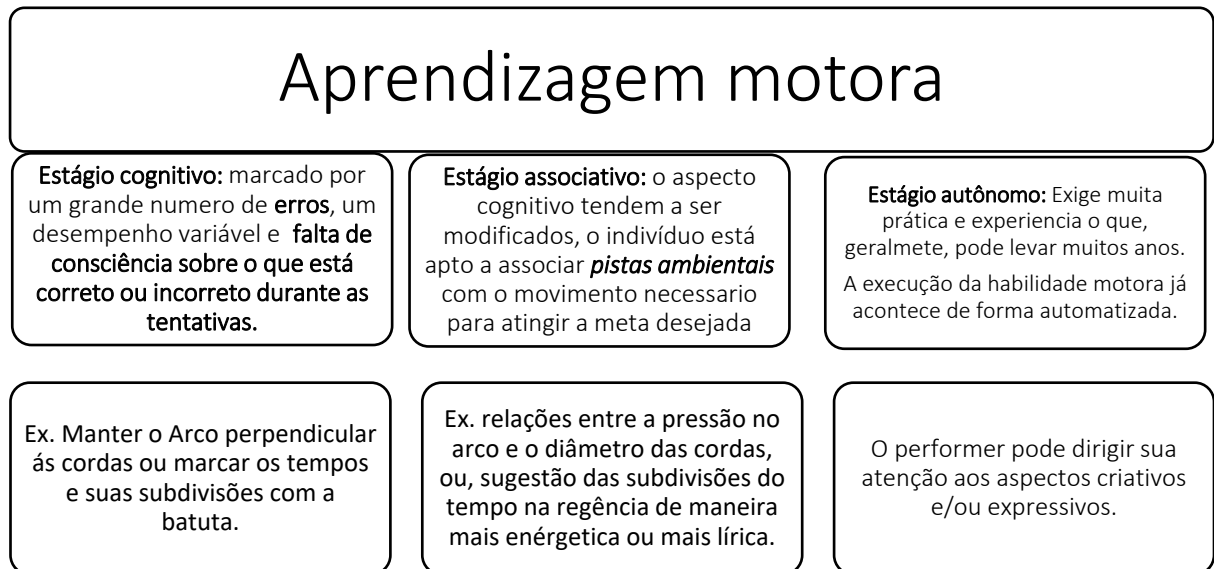 Aprendizagem motora
Estágio cognitivo: marcado por
um grande numero de erros, um
desempenho variável e falta de
consciência sobre o que está
correto ou incorreto durante as
tentativas.
Estágio associativo: o aspecto
cognitivo tendem a ser
modificados, o indivíduo está
apto a associar pistas ambientais
com o movimento necessario
para atingir a meta desejada
Estágio autônomo: Exige muita
prática e experiencia o que,
geralmete, pode levar muitos anos.
A execução da habilidade motora já
acontece de forma automatizada.
Ex. Manter o Arco perpendicular
ás cordas ou marcar os tempos
e suas subdivisões com a
batuta.
Ex. relações entre a pressão no
arco e o diâmetro das cordas,
ou, sugestão das subdivisões do
tempo na regência de maneira
mais enérgetica ou mais lírica.
O performer pode dirigir sua
atenção aos aspectos criativos
e/ou expressivos.